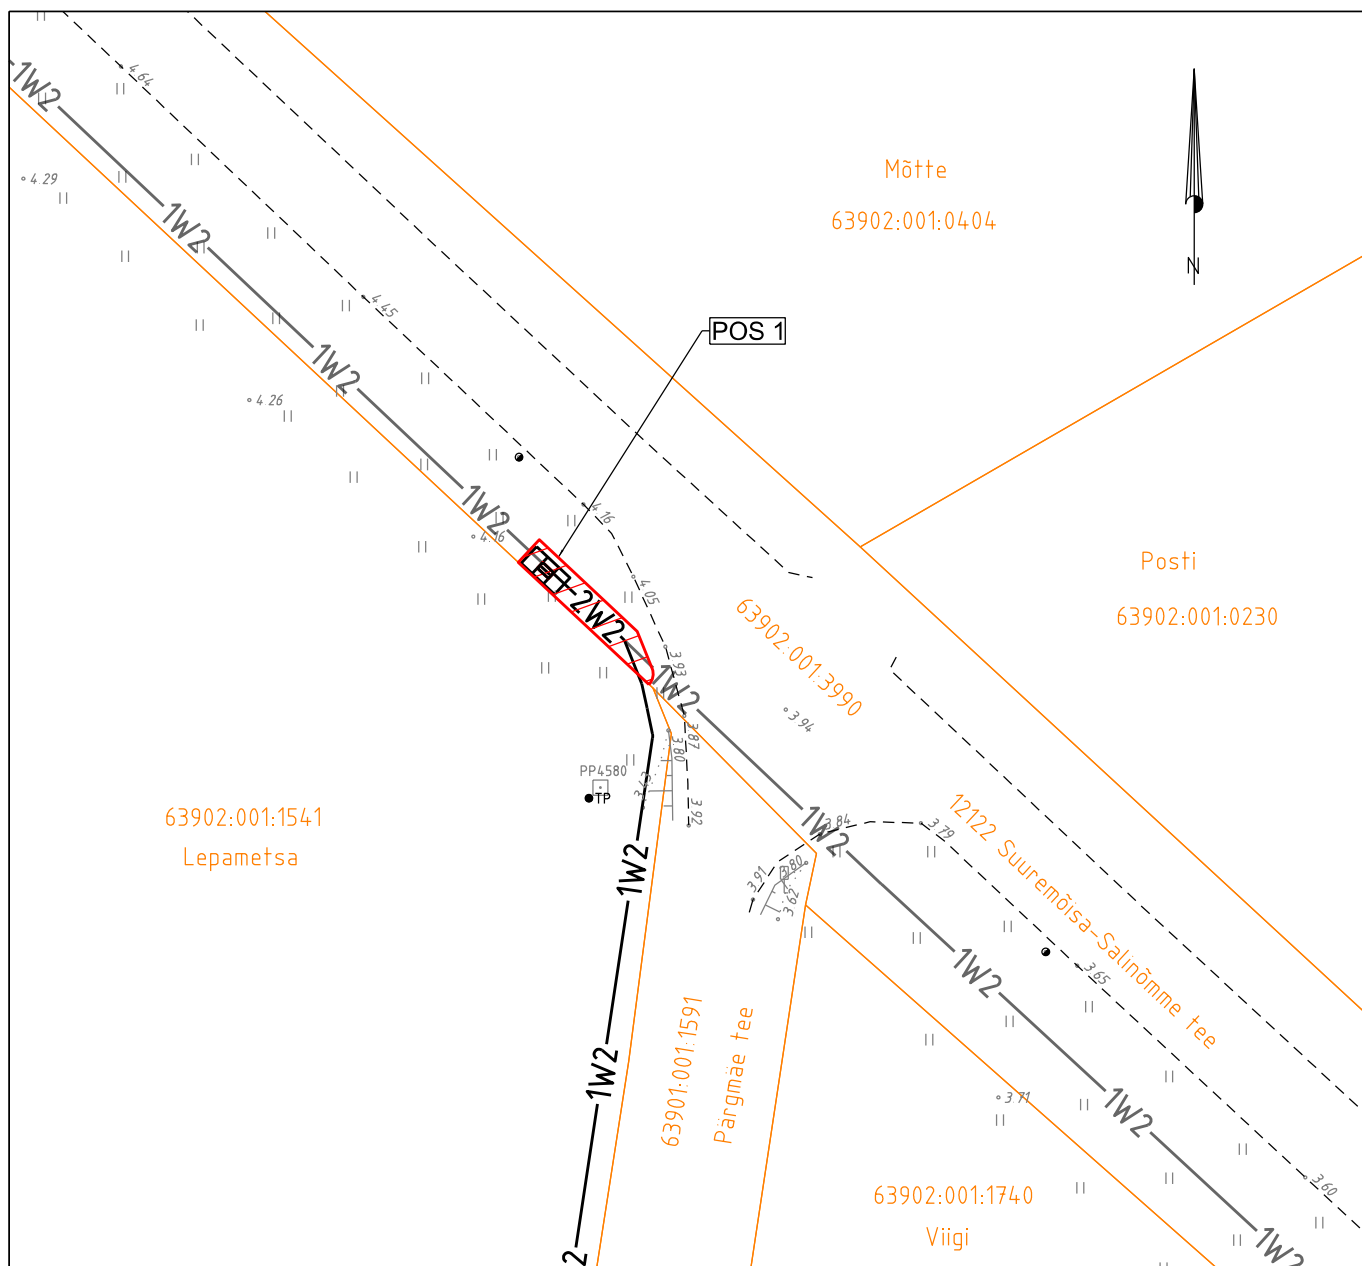 1W2
4.64
4.29
1W2
Mõtte
63902:001:0404
N
4.45
POS 1
1W2
4.26
1W2
4.16
4.16
4.05
2W2
Posti
63902:001:0230
3.93
1W2
63902:001:3990
3.94
3.87
3.80
PP4580
TP
3.43
3.92
63902:001:1541
Lepametsa
1W2
3.84
3.79
3.80
3.91
3.62
12122 Suuremõisa-Salinõmme tee
1W2
1W2
3.65
63901:001:1591
Pärgmäe tee
1W2
3.71
1W2
3.60
63902:001:1740
Viigi
1W2
2